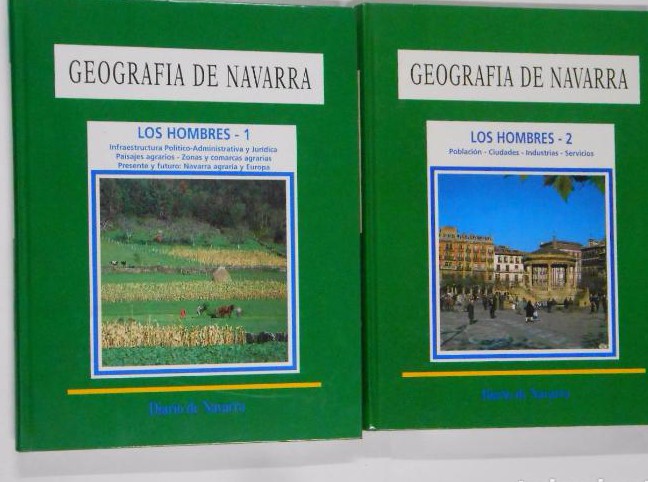 GEOGRAFIA DE NAVARRA
LOS HOMBRES - 1
Infraestructura Político-Administrativa y Jurídica
Paisajes agrarios - Zonas y comarcas agrarias
Presente y futuro: Navarra agraria y Europa
Diario de Navarra
GEOGRAFIA DE NAVARRA
LOS HOMBRES - 2
Población - Ciudades - Industrias - Servicios
Diario de Navarra